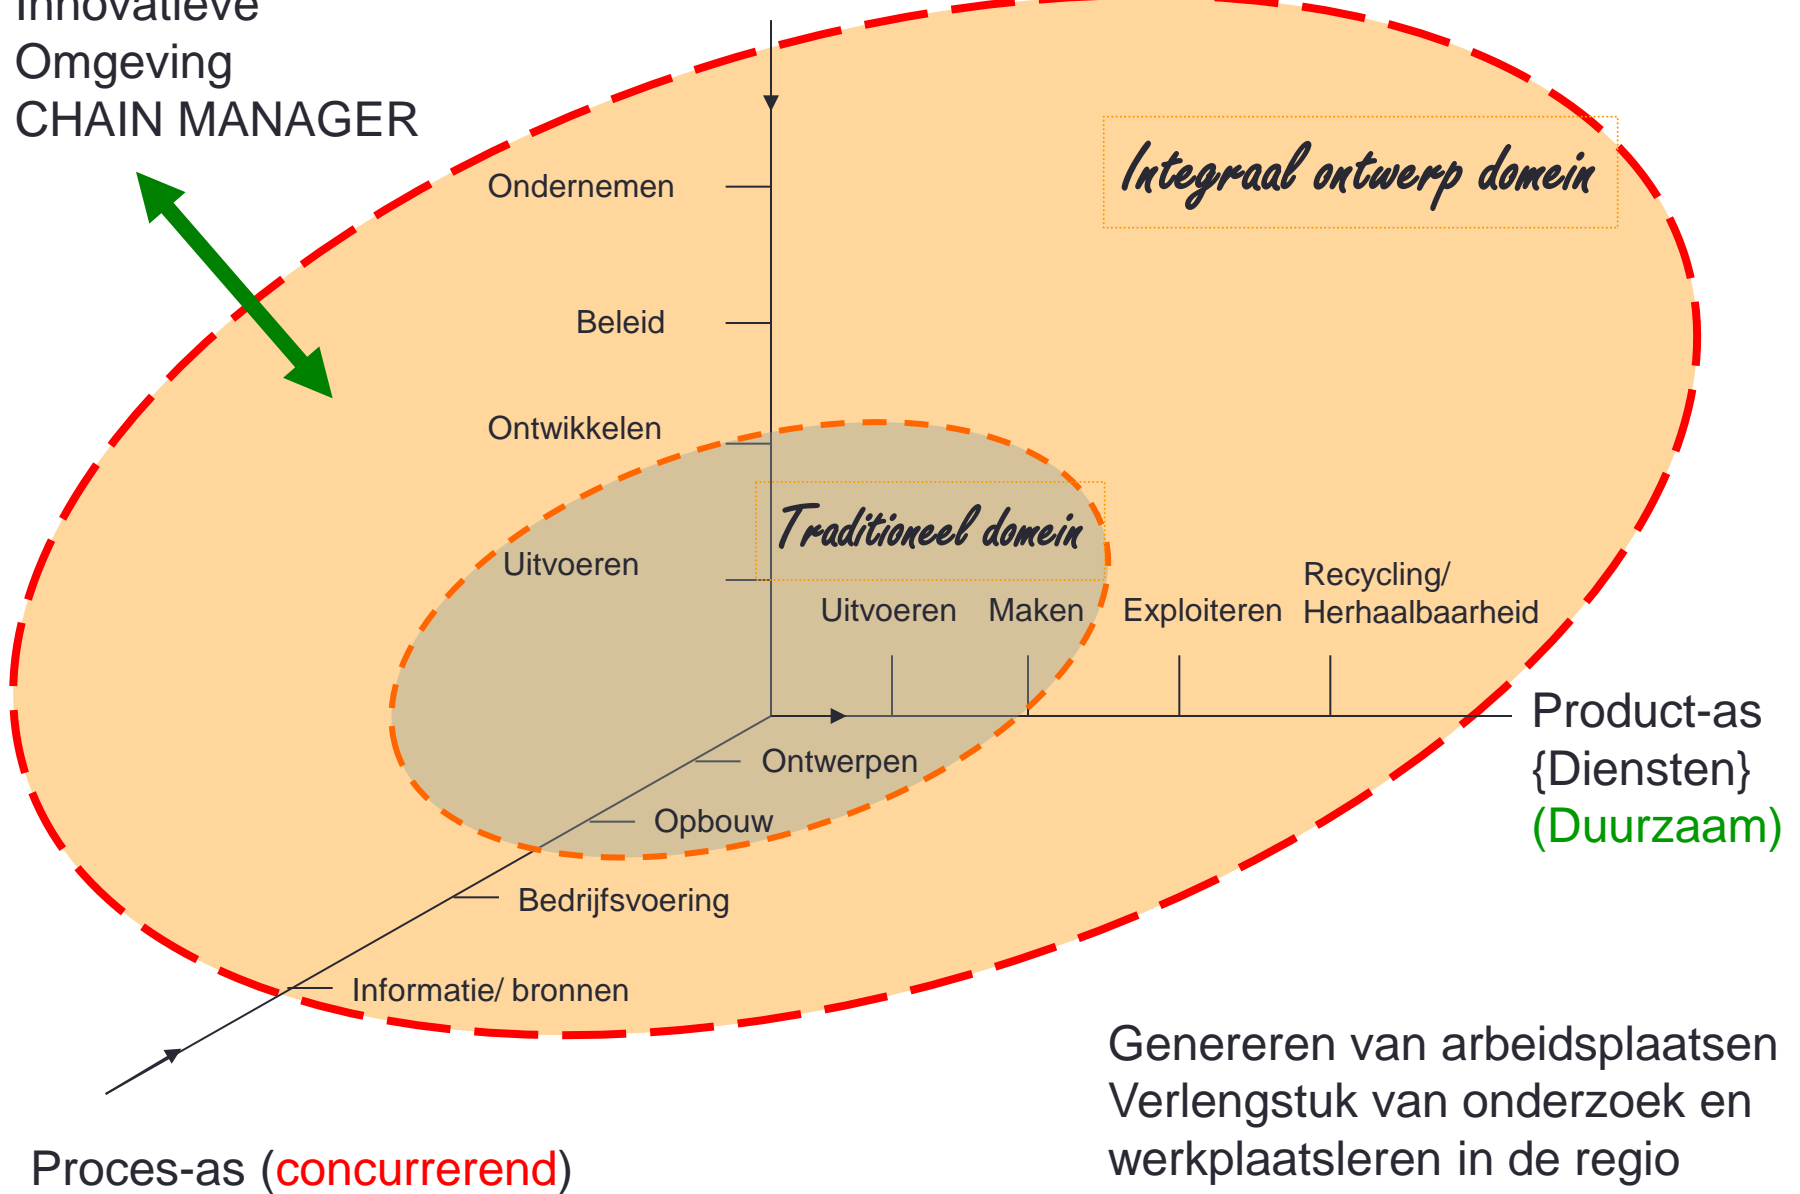 Innovatieve
Omgeving
CHAIN MANAGER
Integraal ontwerp domein
Ondernemen
Beleid
Ontwikkelen
Traditioneel domein
Uitvoeren
Uitvoeren
Maken
Exploiteren
Recycling/
Herhaalbaarheid
Product-as
{Diensten}
(Duurzaam)
Ontwerpen
Opbouw
Bedrijfsvoering
Informatie/ bronnen
Genereren van arbeidsplaatsen
Verlengstuk van onderzoek en
werkplaatsleren in de regio
Proces-as (concurrerend)